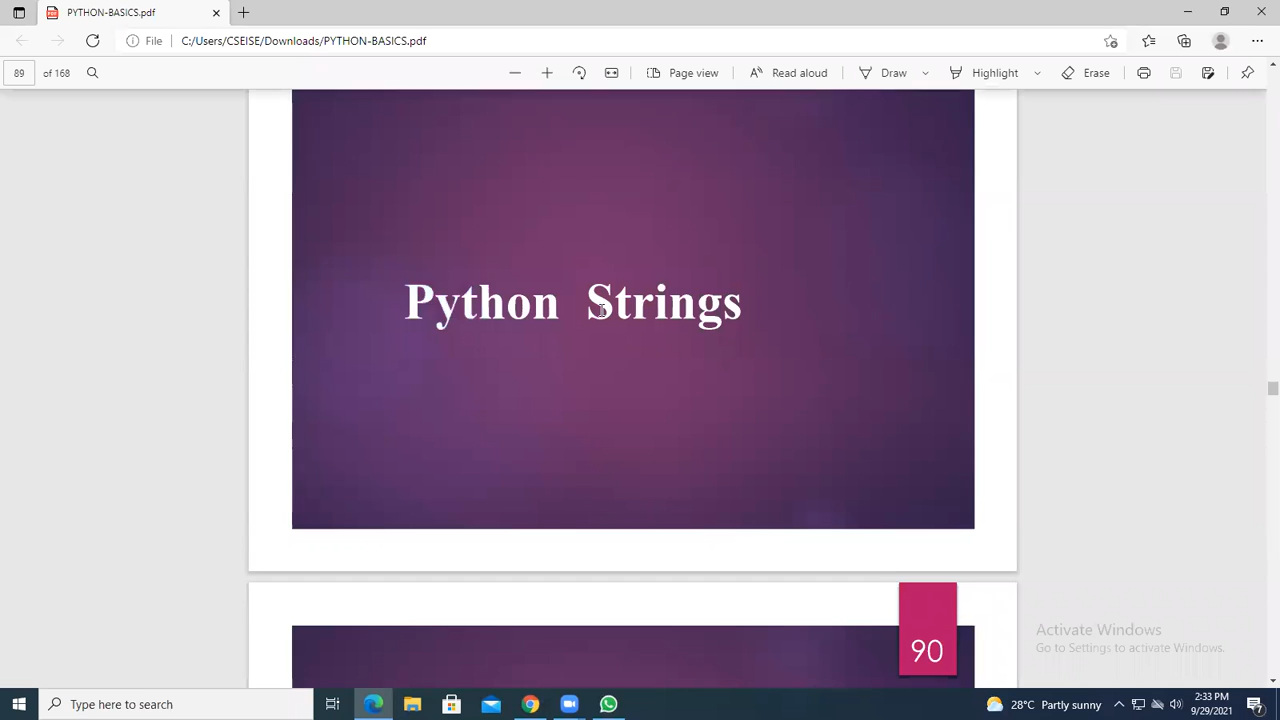 PYTHON-BASICS.pdf
File C:/Users/CSEISE/Downloads/PYTHON-BASICS.pdf
89 of 168 Page view Read aloud Draw Highlight Erase
Python Strings
90
Activate Windows
Go to Settings to activate Windows.
Type here to search
28°C Partly sunny
2:33 PM
9/29/2021